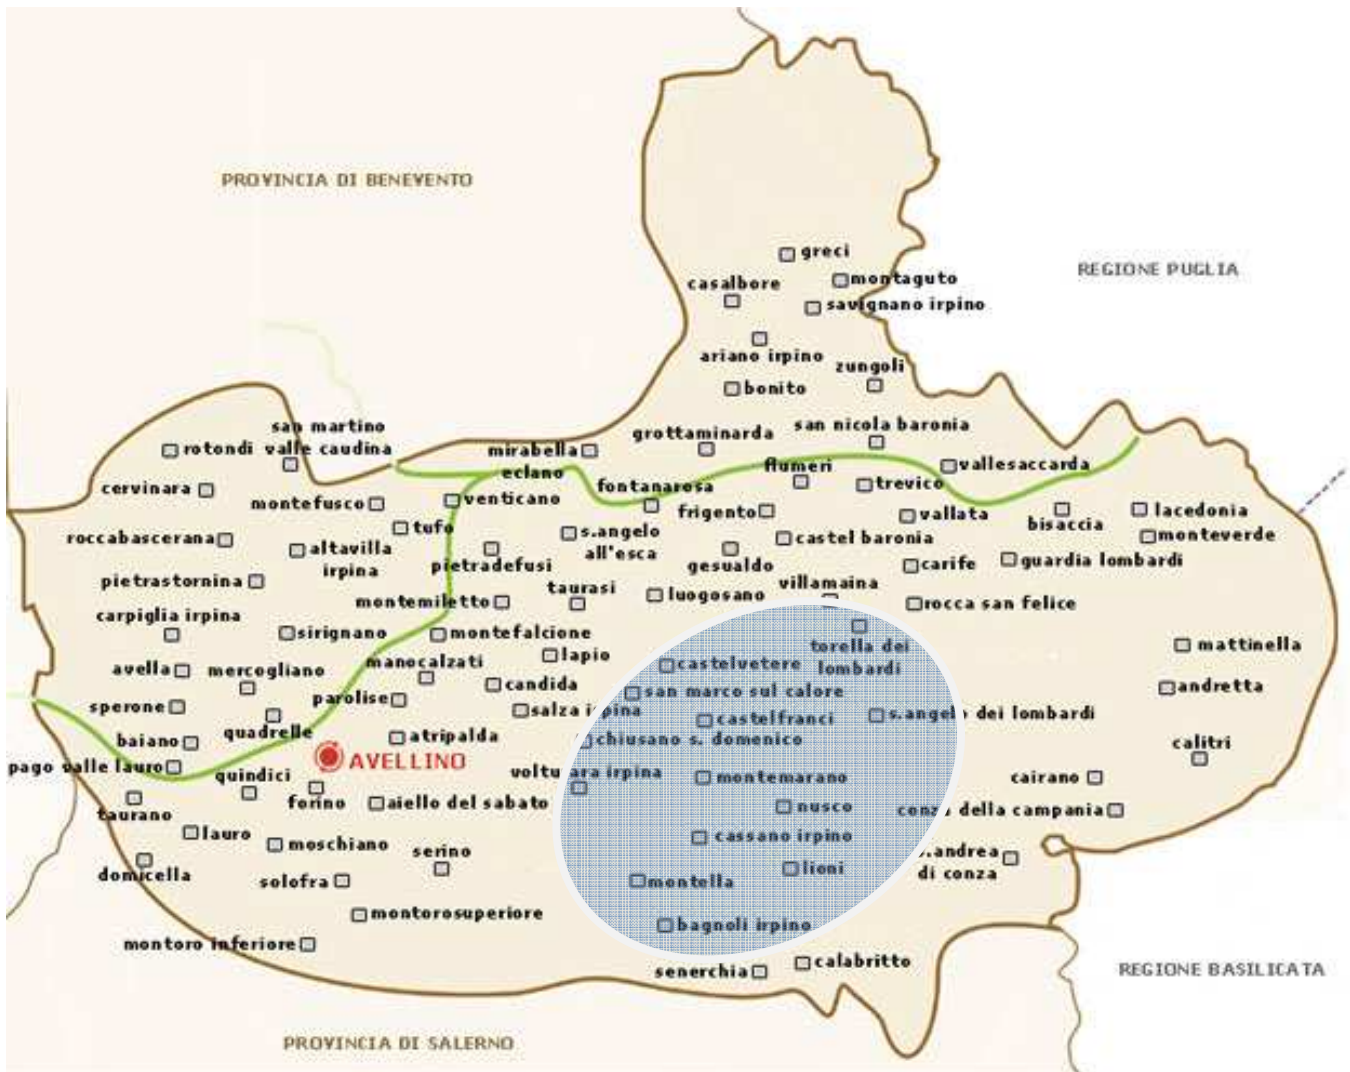 PROVINCIA DI BENEVENTO
REGIONE PUGLIA
greci
montaguto
casalbore
savignano irpino
ariano irpino
zungoli
bonito
san martino
valle caudina
rotondi
grottaminarda
san nicola baronia
mirabella
eclano
flumeri
vallesaccarda
cervinara
fontanarosa
trevico
montefusco
venticano
frigento
vallata
bisaccia
lacedonia
tufo
s.angelo
all'esca
roccabascerana
castel baronia
monteverde
altavilla
irpina
pietradefusi
gesualdo
carife
guardia lombardi
pietrastornina
taurasi
villamaina
montemiletto
luogosano
rocca san felice
carpiglia irpina
sirignano
montefalcione
torella dei
lombardi
mattinella
avella
mercogliano
manocalzati
lapio
castelvetere
candida
san marco sul calore
andretta
sperone
parolise
salza irpina
castelfranci
s.angelo dei lombardi
quadrelle
baiano
atripalda
chiusano s. domenico
calitri
pago valle lauro
AVELLINO
quindici
voltu ara irpina
montemarano
cairano
forino
aiello del sabato
nusco
conza della campania
taurano
lauro
moschiano
cassano irpino
serino
.andrea
di conza
domicella
solofra
montella
lioni
montorosuperiore
bagnoli irpino
montoro inferiore
senerchia
calabritto
REGIONE BASILICATA
PROVINCIA DI SALERNO